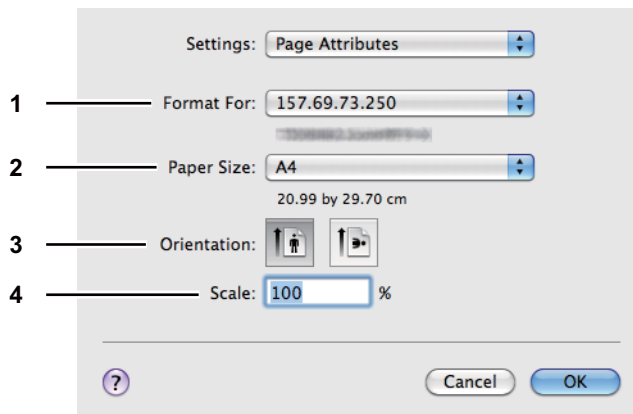 Settings: Page Attributes
1 Format For: 157.69.73.250
2 Paper Size: A4
20.99 by 29.70 cm
3 Orientation:
4 Scale: 100 %
? Cancel OK